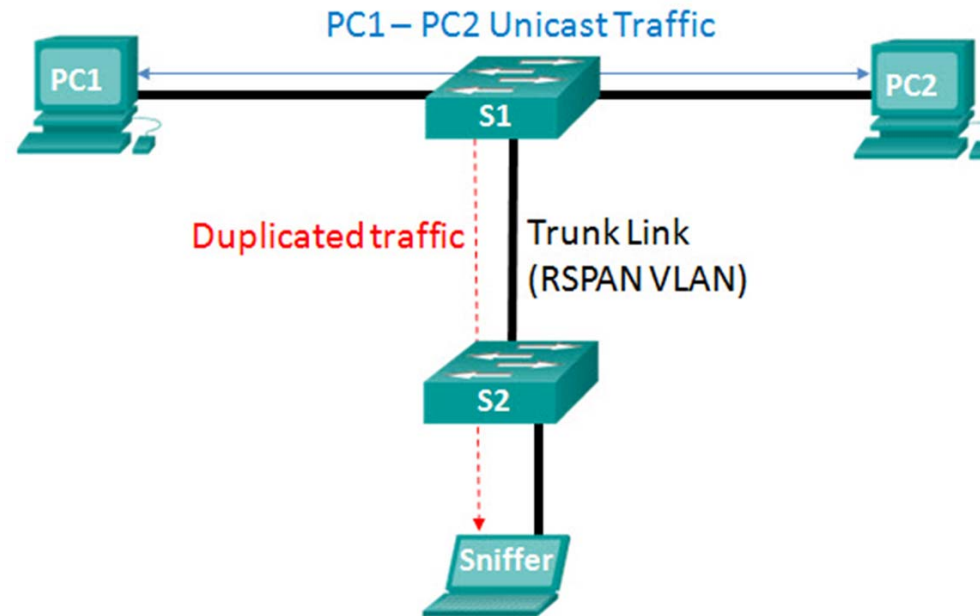 PC1 – PC2 Unicast Traffic
PC1
S1
PC2
Duplicated traffic
Trunk Link
(RSPAN VLAN)
S2
Sniffer